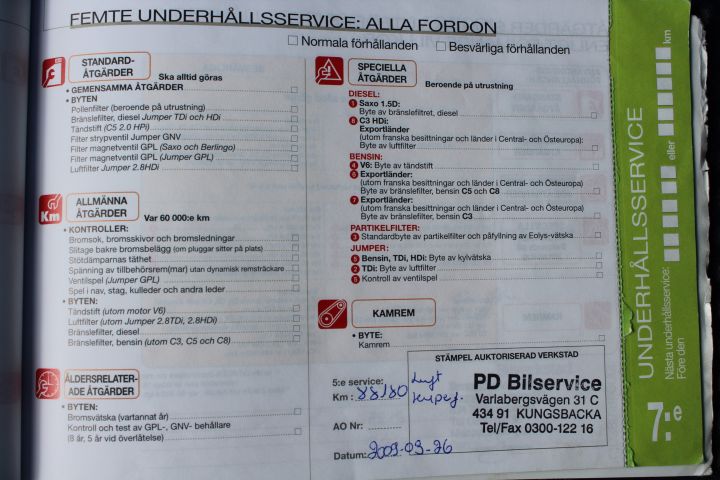 FEMTE UNDERHÅLLSSERVICE: ALLA FORDON
Normala förhållanden Besvärliga förhållanden
STANDARD-
ÅTGÄRDER Ska alltid göras
• GEMENSAMMA ÅTGÄRDER
• BYTEN
Pollenfilter (beroende på utrustning)
Bränslefilter, diesel Jumper TDi och HDi
Tändstift (C5 2.0 HPi)
Filter strypventil Jumper GNV
Filter magnetventil GPL (Saxo och Berlingo)
Filter magnetventil GPL (Jumper GPL)
Luftfilter Jumper 2.8HDi
Km
ALLMÄNNA
ÅTGÄRDER Var 60 000:e km
• KONTROLLER:
Bromsok, bromsskivor och bromsledningar
Slitage bakre bromsbelägg (om pluggar sitter på plats)
Stötdämparnas täthet
Spänning av tillbehörsrem(mar) utan dynamisk remsträckare
Ventilspel (Jumper GPL)
Spel i nav, stag, kulleder och andra leder
• BYTEN:
Tändstift (utom motor V6)
Luftfilter (utom Jumper 2.8TDi, 2.8HDi)
Bränslefilter, diesel
Bränslefilter, bensin (utom C3, C5 och C8)
ÅLDERSRELATER-
ADE ÅTGÄRDER
• BYTEN:
Bromsvätska (vartannat år)
Kontroll och test av GPL-, GNV- behållare
(8 år, 5 år vid överlåtelse)
SPECIELLA
ÅTGÄRDER Beroende på utrustning
DIESEL:
1 Saxo 1.5D:
Byte av bränslefiltret, diesel
6 C3 HDi:
Exportländer
(utom franska besittningar och länder i Central- och Östeuropa):
Byte av luftfilter
BENSIN:
4 V6: Byte av tändstift
5 Exportländer:
(utom franska besittningar och länder i Central- och Östeuropa)
Byte av bränslefilter, bensin C5 och C8
7 Exportländer:
(utom franska besittningar och länder i Central- och Östeuropa)
Byte av bränslefilter, bensin C3
PARTIKELFILTER:
3 Standardbyte av partikelfilter och påfyllning av Eolys-vätska
JUMPER:
5 Bensin, TDi, HDi: Byte av kylvätska
2 TDi: Byte av luftfilter
6 Kontroll av ventilspel
KAMREM
• BYTE:
Kamrem
STÄMPEL AUKTORISERAD VERKSTAD
5:e service:
Km : 88180
AO Nr:
Datum: 2009-03-26
PD Bilservice
Varlabergsvägen 31 C
434 91 KUNGSBACKA
Tel/Fax 0300-122 16
UNDERHÅLLSSERVICE
Nästa underhållsservice:
Före den
eller
km
7:e